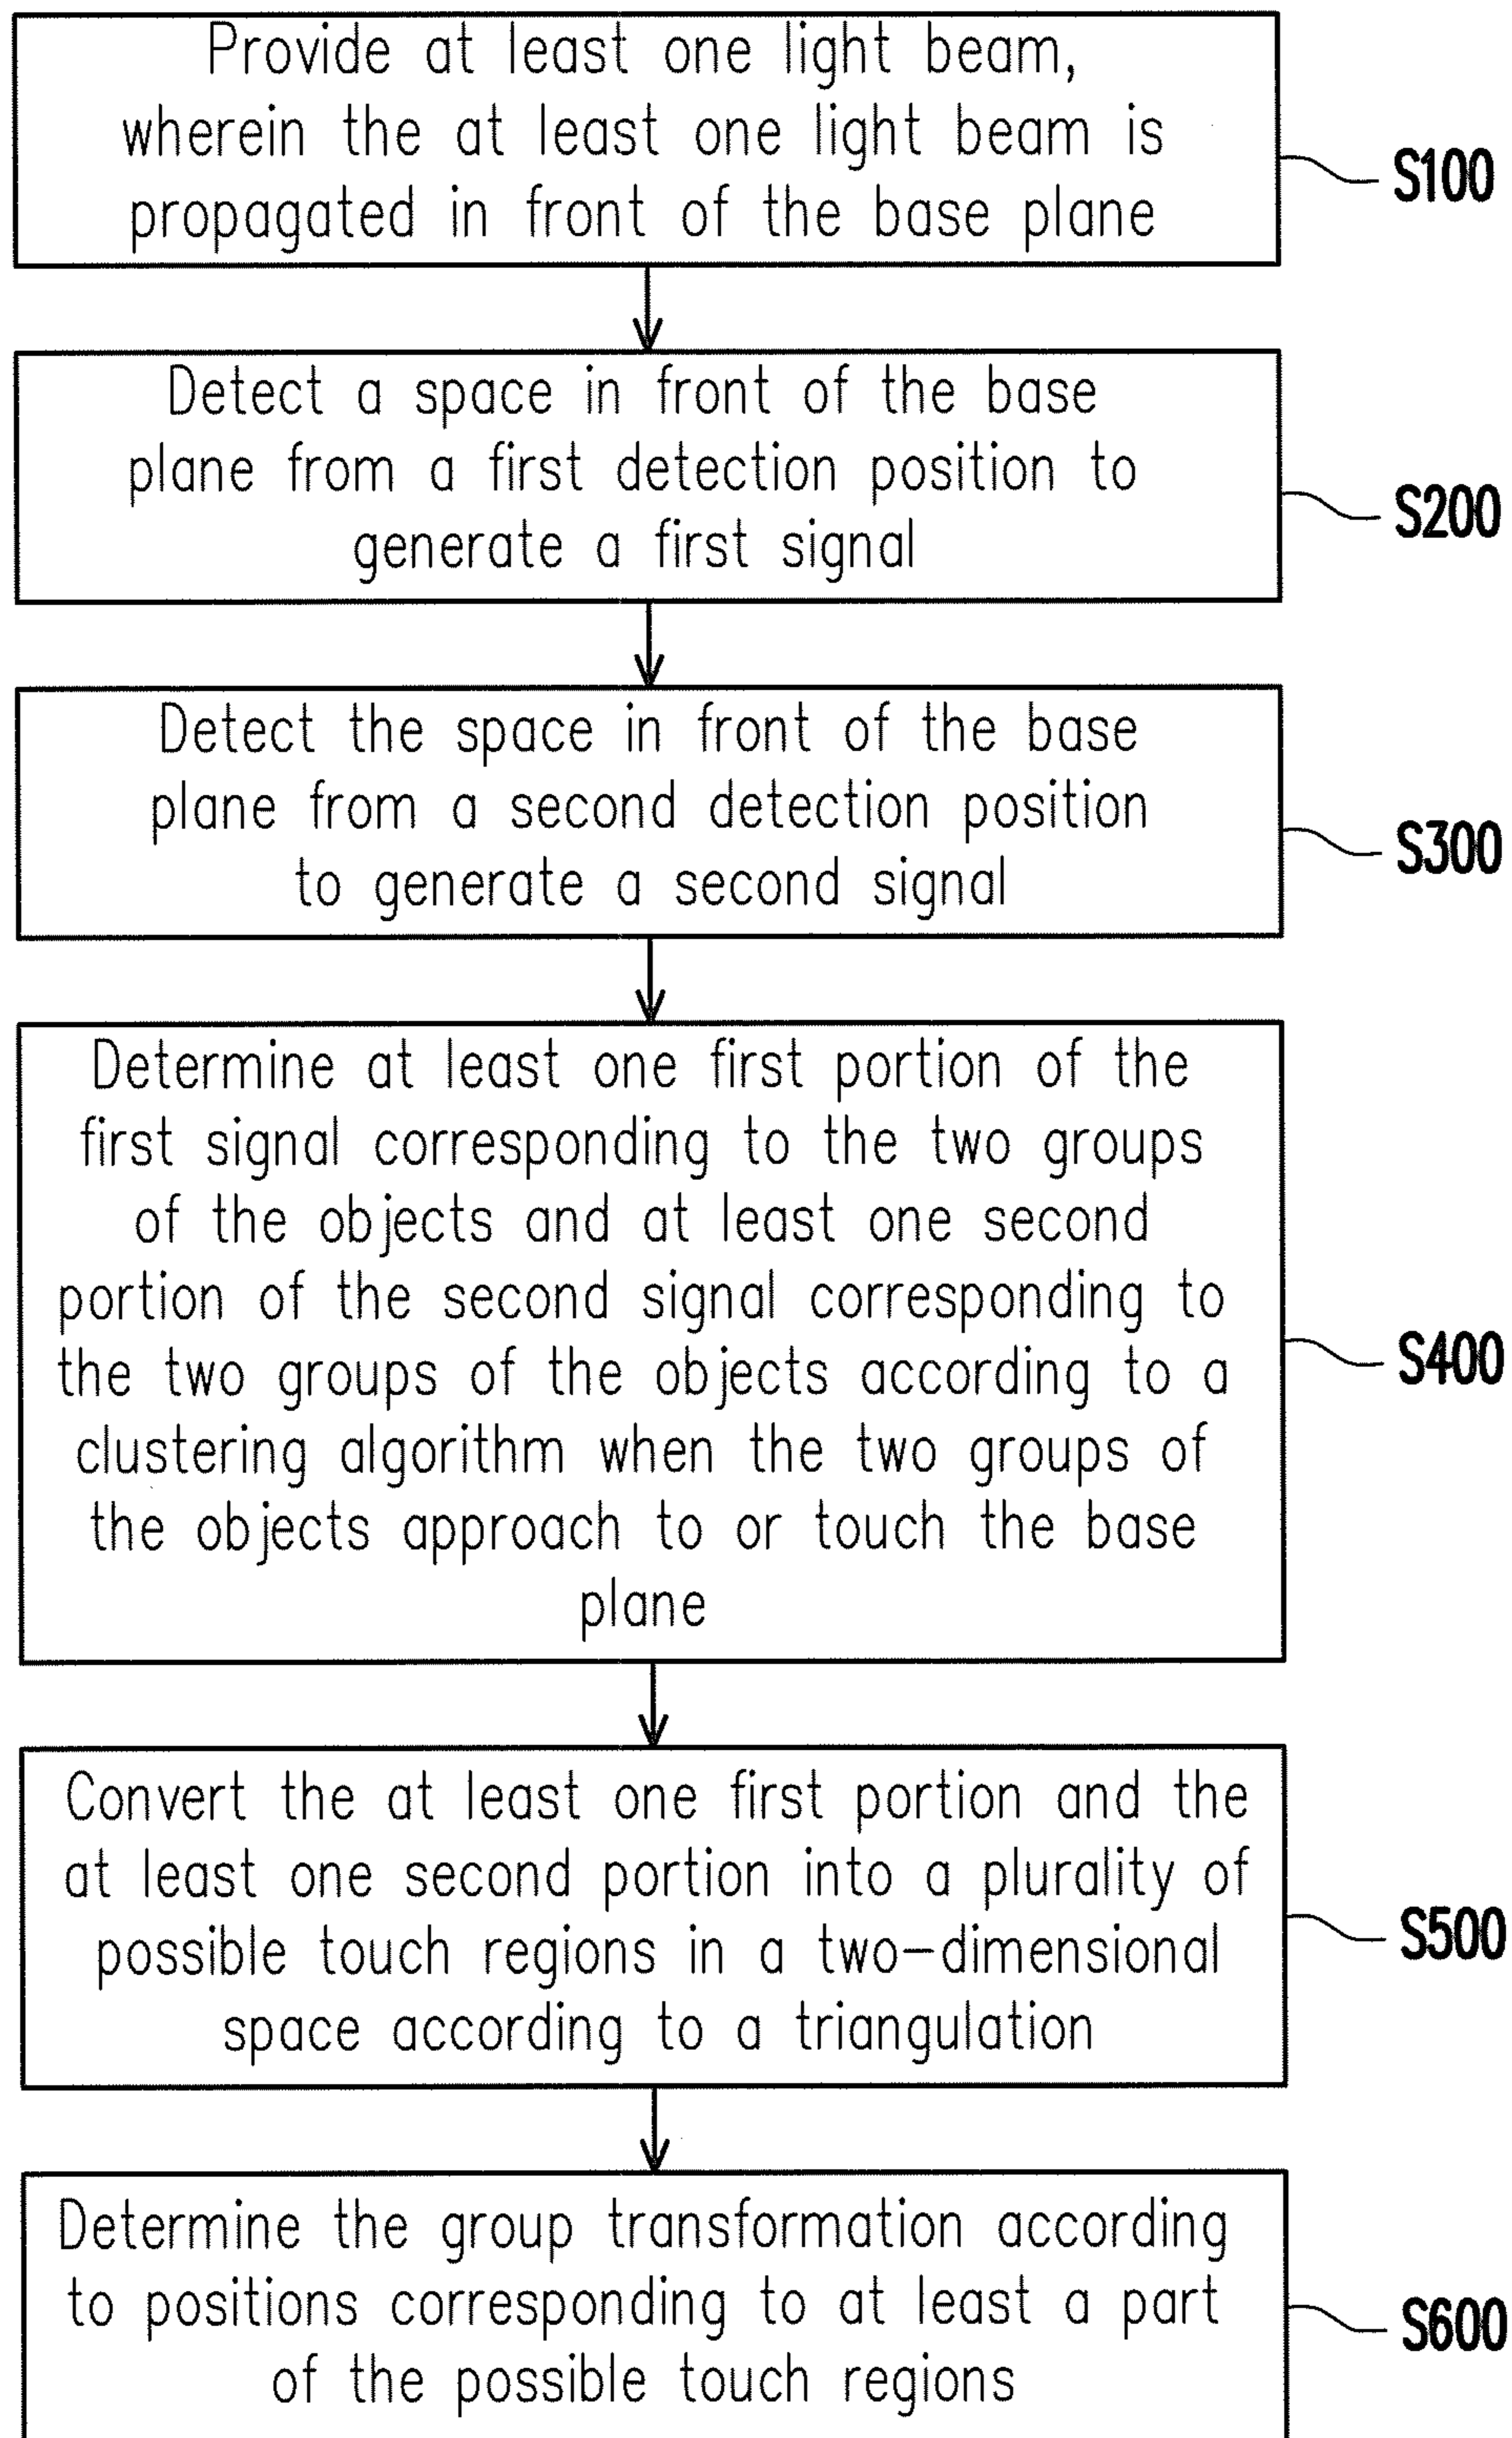 Provide at least one light beam,
wherein the at least one light beam is
propagated in front of the base plane
S100
Detect a space in front of the base
plane from a first detection position to
generate a first signal
S200
Detect the space in front of the base
plane from a second detection position
to generate a second signal
S300
Determine at least one first portion of the
first signal corresponding to the two groups
of the objects and at least one second
portion of the second signal corresponding to
the two groups of the objects according to a
clustering algorithm when the two groups of
the objects approach to or touch the base
plane
S400
Convert the at least one first portion and the
at least one second portion into a plurality of
possible touch regions in a two-dimensional
space according to a triangulation
S500
Determine the group transformation according
to positions corresponding to at least a part
of the possible touch regions
S600